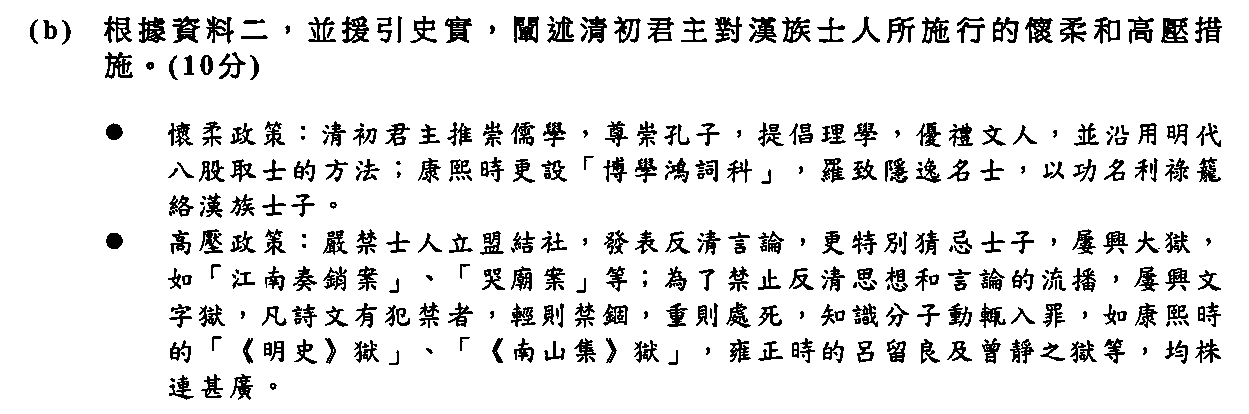 (b) 根據資料二，並援引史實，闡述清初君主對漢族士人所施行的懷柔和高壓措
施。(10分)
● 懷柔政策：清初君主推崇儒學，尊崇孔子，提倡理學，優禮文人，並沿用明代
八股取士的方法；康熙時更設「博學鴻詞科」，羅致隱逸名士，以功名利祿籠
絡漢族士子。
● 高壓政策：嚴禁士人立盟結社，發表反清言論，更特別猜忌士子，屢興大獄，
如「江南奏銷案」、「哭廟案」等；為了禁止反清思想和言論的流播，屢興文
字獄，凡詩文有犯禁者，輕則禁錮，重則處死，知識分子動輒入罪，如康熙時
的「《明史》獄」、「《南山集》獄」，雍正時的呂留良及曾靜之獄等，均株
連甚廣。